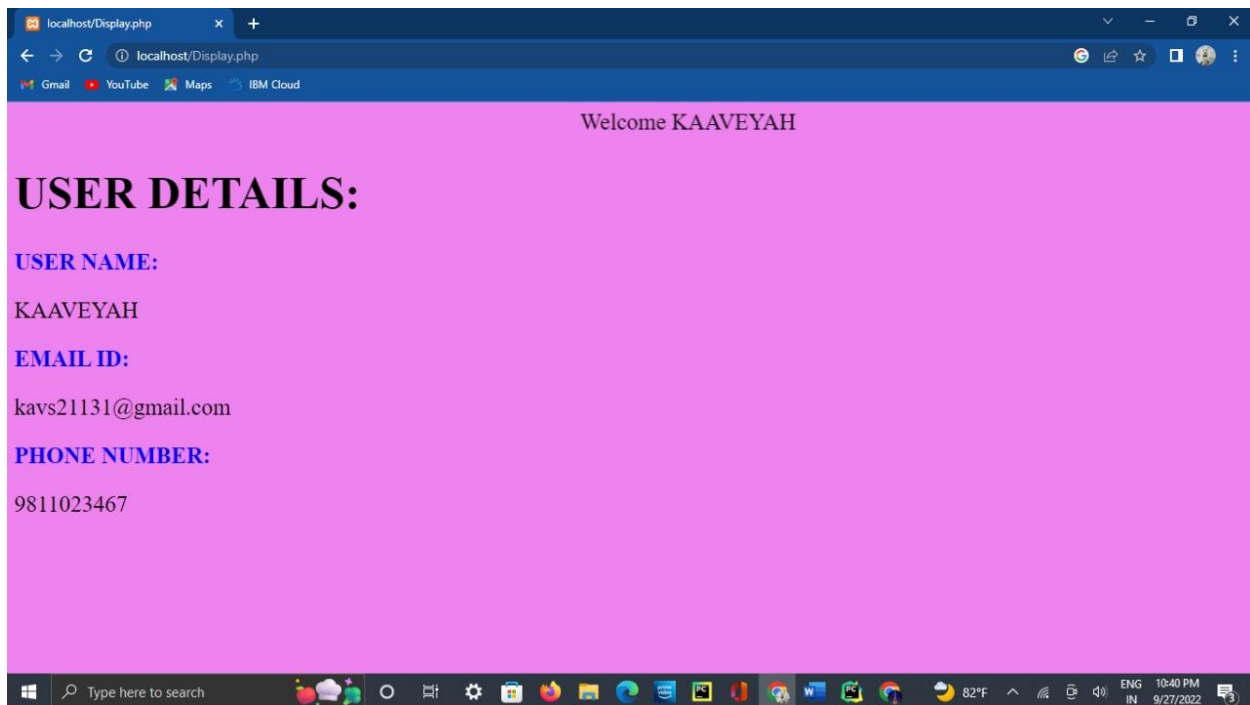 localhost/Display.php
localhost/Display.php
Gmail YouTube Maps IBM Cloud
Welcome KAAVEYAH
USER DETAILS:
USER NAME:
KAAVEYAH
EMAIL ID:
kavs21131@gmail.com
PHONE NUMBER:
9811023467
Type here to search
82°F
ENG 10:40 PM
IN 9/27/2022